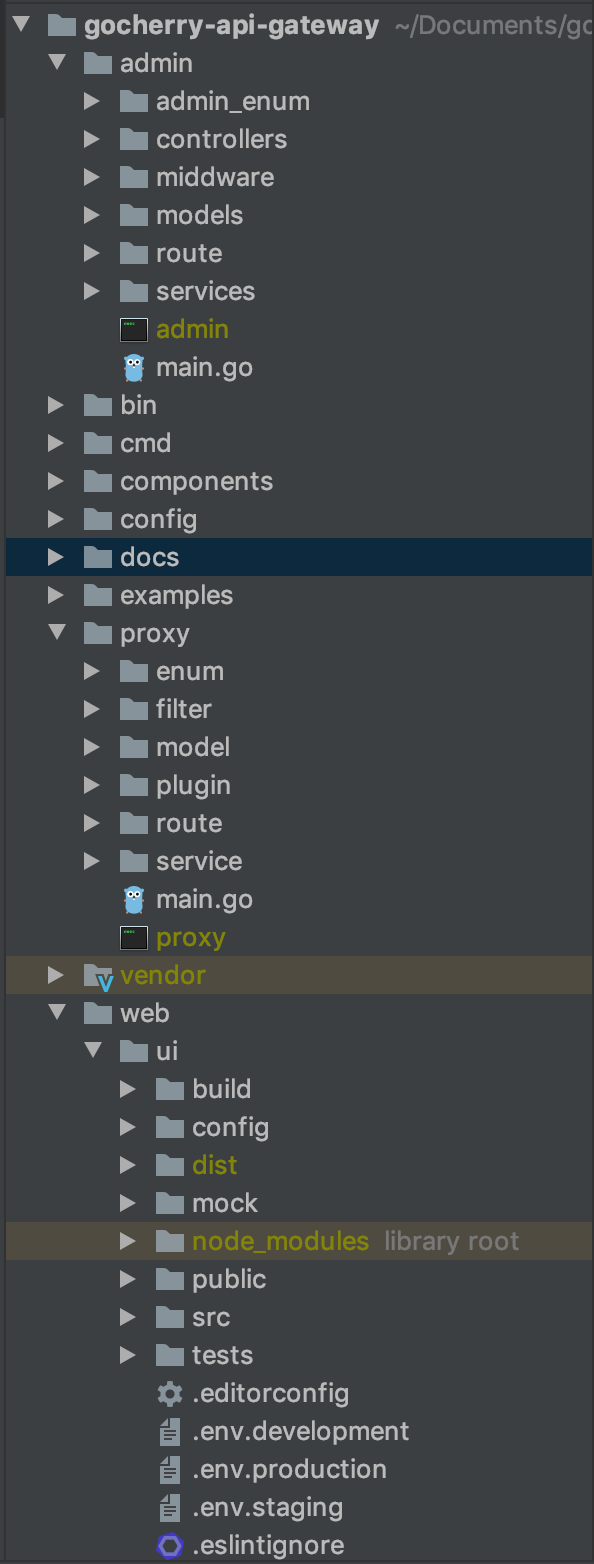 gocherry-api-gateway ~/Documents/go
admin
admin_enum
controllers
middware
models
route
services
admin
main.go
bin
cmd
components
config
docs
examples
proxy
enum
filter
model
plugin
route
service
main.go
proxy
vendor
web
ui
build
config
dist
mock
node_modules library root
public
src
tests
.editorconfig
.env.development
.env.production
.env.staging
.eslintignore